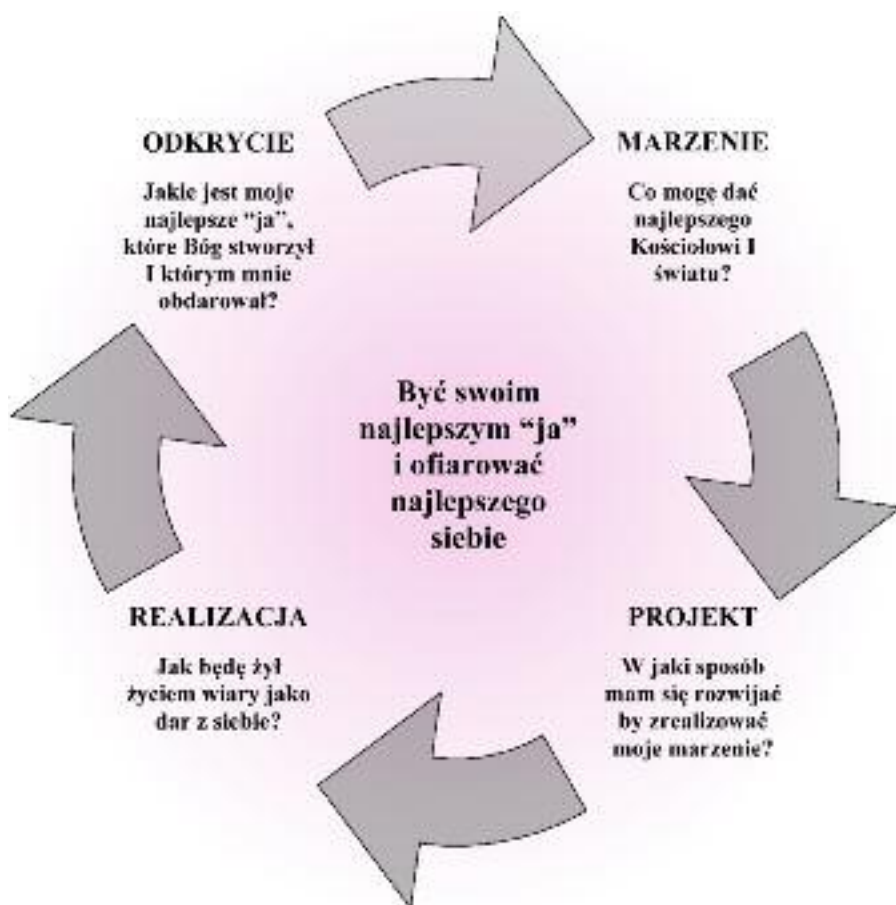 ODKRYCIE
Jakie jest moje
najlepsze “ja”,
które Bóg stworzył
I którym mnie
obdarował?
MARZENIE
Co mogę dać
najlepszego
Kościołowi I
światu?
Być swoim
najlepszym “ja”
i ofiarować
najlepszego
siebie
REALIZACJA
Jak będę żył
życiem wiary jako
dar z siebie?
PROJEKT
W jaki sposób
mam się rozwijać
by zrealizować
moje marzenie?